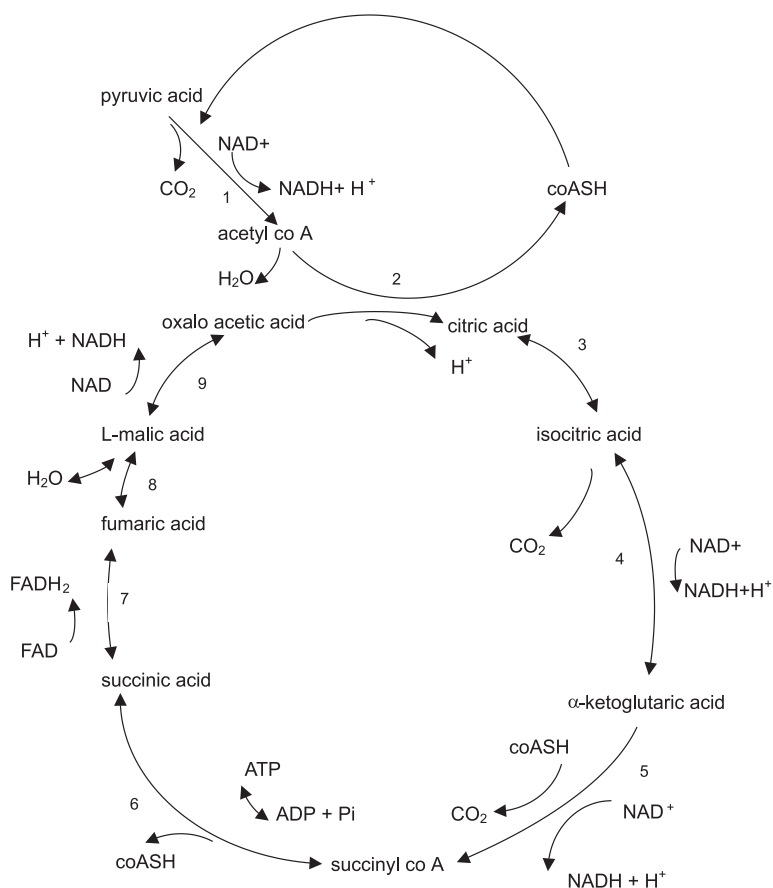 pyruvic acid
NAD+
CO₂
NADH+ H⁺
coASH
1
acetyl co A
H₂O
2
oxalo acetic acid
citric acid
H⁺ + NADH
3
H⁺
NAD
9
L-malic acid
isocitric acid
H₂O
8
fumaric acid
CO₂
NAD+
4
FADH₂
7
NADH+H⁺
FAD
succinic acid
α-ketoglutaric acid
coASH
ATP
5
6
ADP + Pi
CO₂
NAD⁺
coASH
succinyl co A
NADH + H⁺